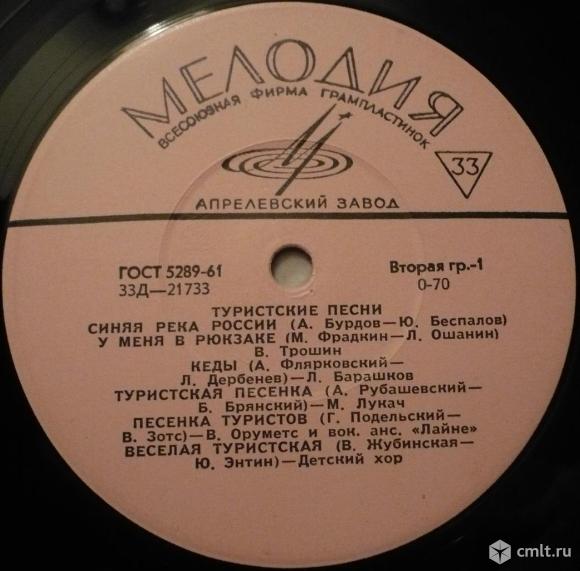 МЕЛОДИЯ
ВСЕСОЮЗНАЯ ФИРМА ГРАМПЛАСТИНОК
33
АПРЕЛЕВСКИЙ ЗАВОД
ГОСТ 5289-61
Вторая гр.-1
33Д—21733
0-70
ТУРИСТСКИЕ ПЕСНИ
СИНЯЯ РЕКА РОССИИ (А. Бурдов—Ю. Беспалов)
У МЕНЯ В РЮКЗАКЕ (М. Фрадкин—Л. Ошанин)
В. Трошин
КЕДЫ (А. Флярковский—
Л. Дербенев)—Л. Барашков
ТУРИСТСКАЯ ПЕСЕНКА (А. Рубашевский—
Б. Брянский)—М. Лукач
ПЕСЕНКА ТУРИСТОВ (Г. Подельский—
В. Зотс)—В. Оруметс и вок. анс. «Лайне»
ВЕСЕЛАЯ ТУРИСТСКАЯ (В. Жубинская—
Ю. Энтин)—Детский хор
cmlt.ru